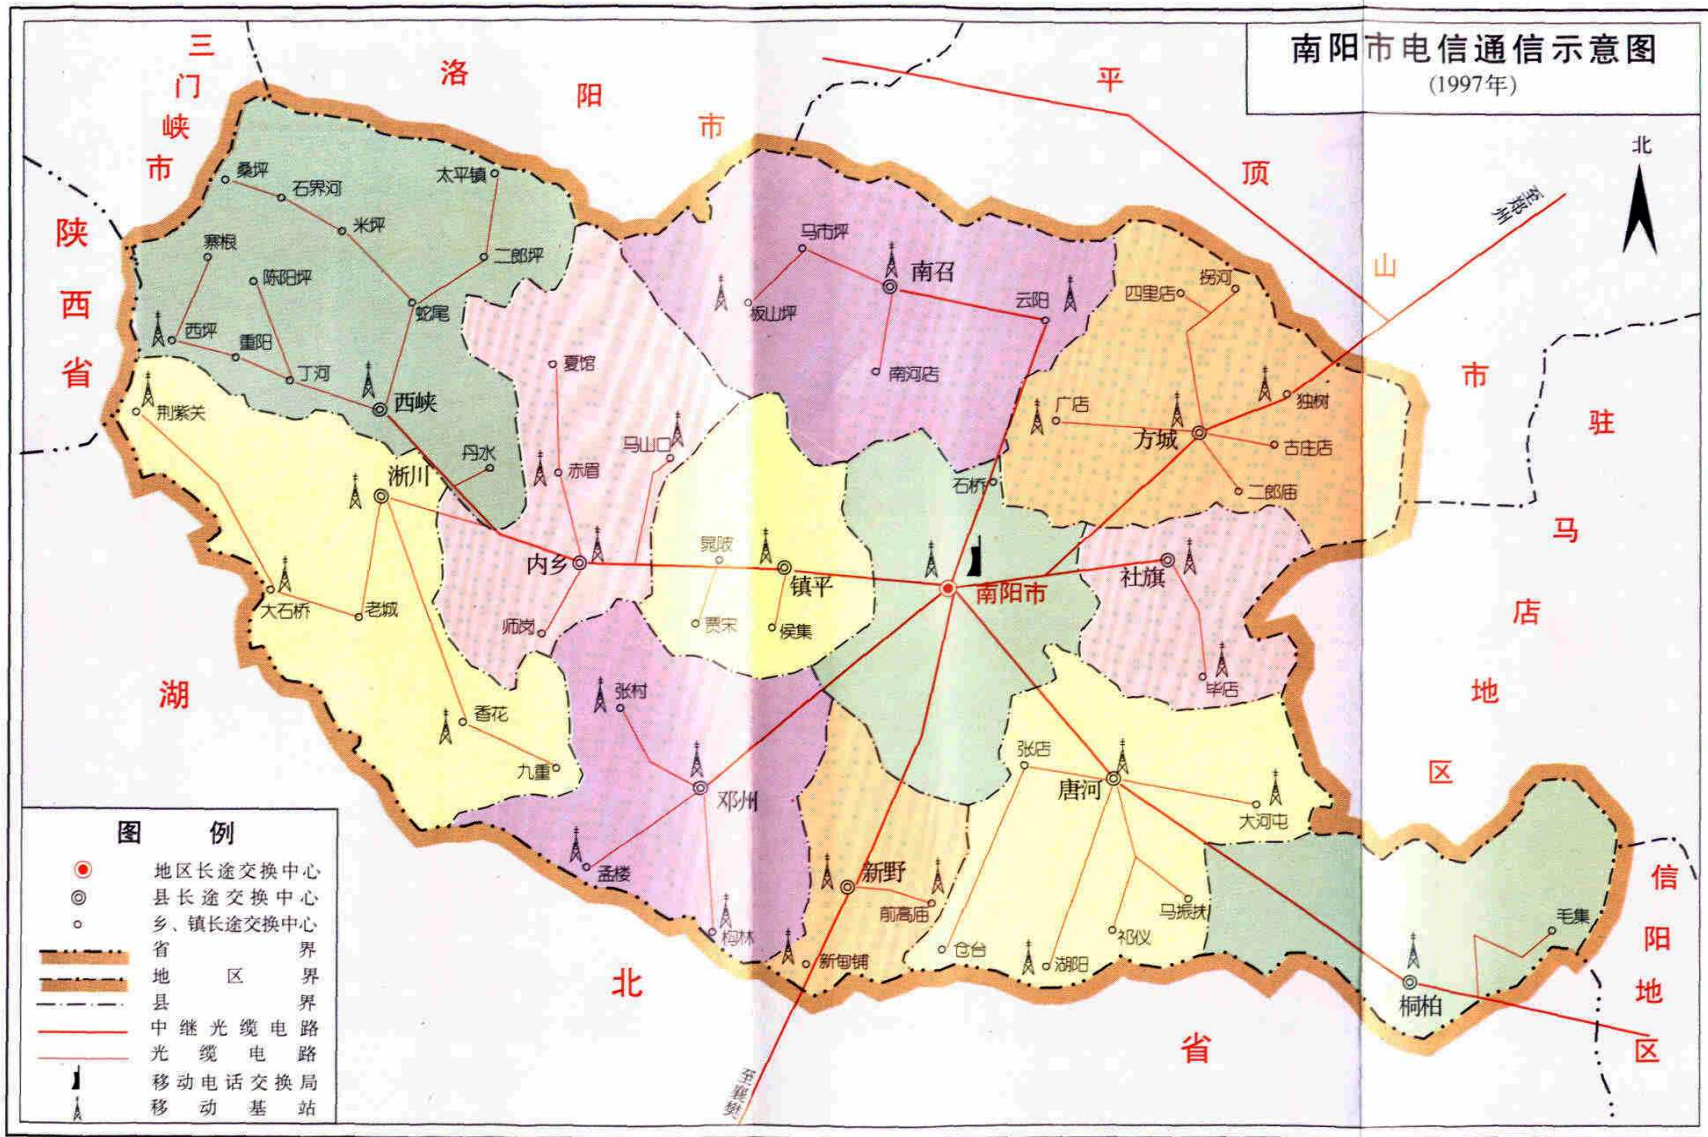 南阳市电信通信示意图
(1997年)
三门峡市
洛阳市
平顶山市
北
陕西省
驻马店地区
信阳地区
湖北省
至郑州
至襄樊
桑坪
石界河
太平镇
米坪
寨根
陈阳坪
二郎坪
蛇尾
西坪
重阳
丁河
西峡
丹水
荆紫关
淅川
大石桥
老城
香花
九重
夏馆
马山口
赤眉
内乡
师岗
马市坪
南召
云阳
板山坪
南河店
四里店
拐河
广店
独树
方城
古庄店
二郎庙
石桥
晁陂
镇平
贾宋
侯集
南阳市
社旗
毕店
张村
邓州
孟楼
构林
新野
前高庙
新甸铺
张店
唐河
大河屯
马振扶
祁仪
湖阳
仓台
毛集
桐柏
图例
地区长途交换中心
县长途交换中心
乡、镇长途交换中心
省界
地区界
县界
中继光缆电路
光缆电路
移动电话交换局
移动基站